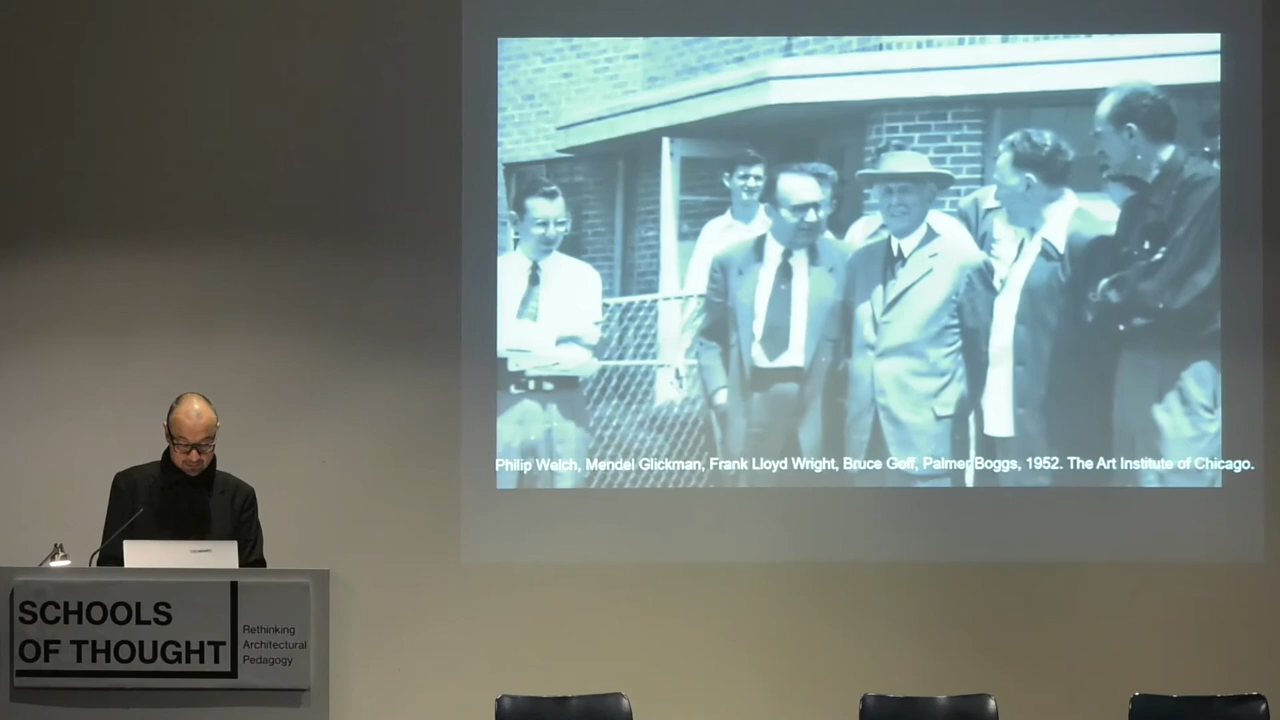 Philip Welch, Mendel Glickman, Frank Lloyd Wright, Bruce Goff, Palmer Boggs, 1952. The Art Institute of Chicago.
SCHOOLS
OF THOUGHT
Rethinking
Architectural
Pedagogy